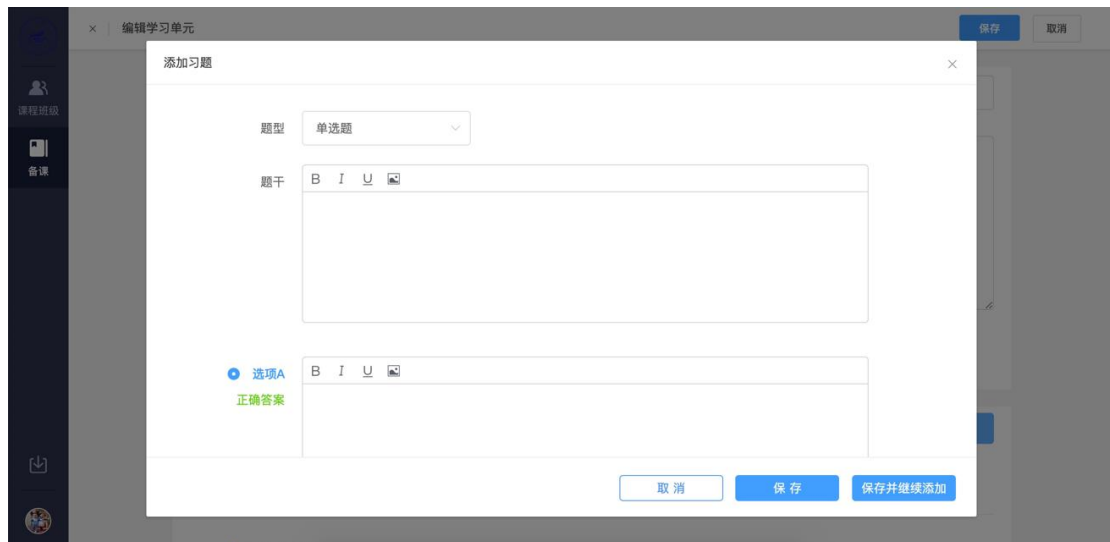 × 编辑学习单元 保存 取消
课程班级
备课
添加习题 ×
题型 单选题
题干 B I U
选项A B I U
正确答案
取消 保存 保存并继续添加